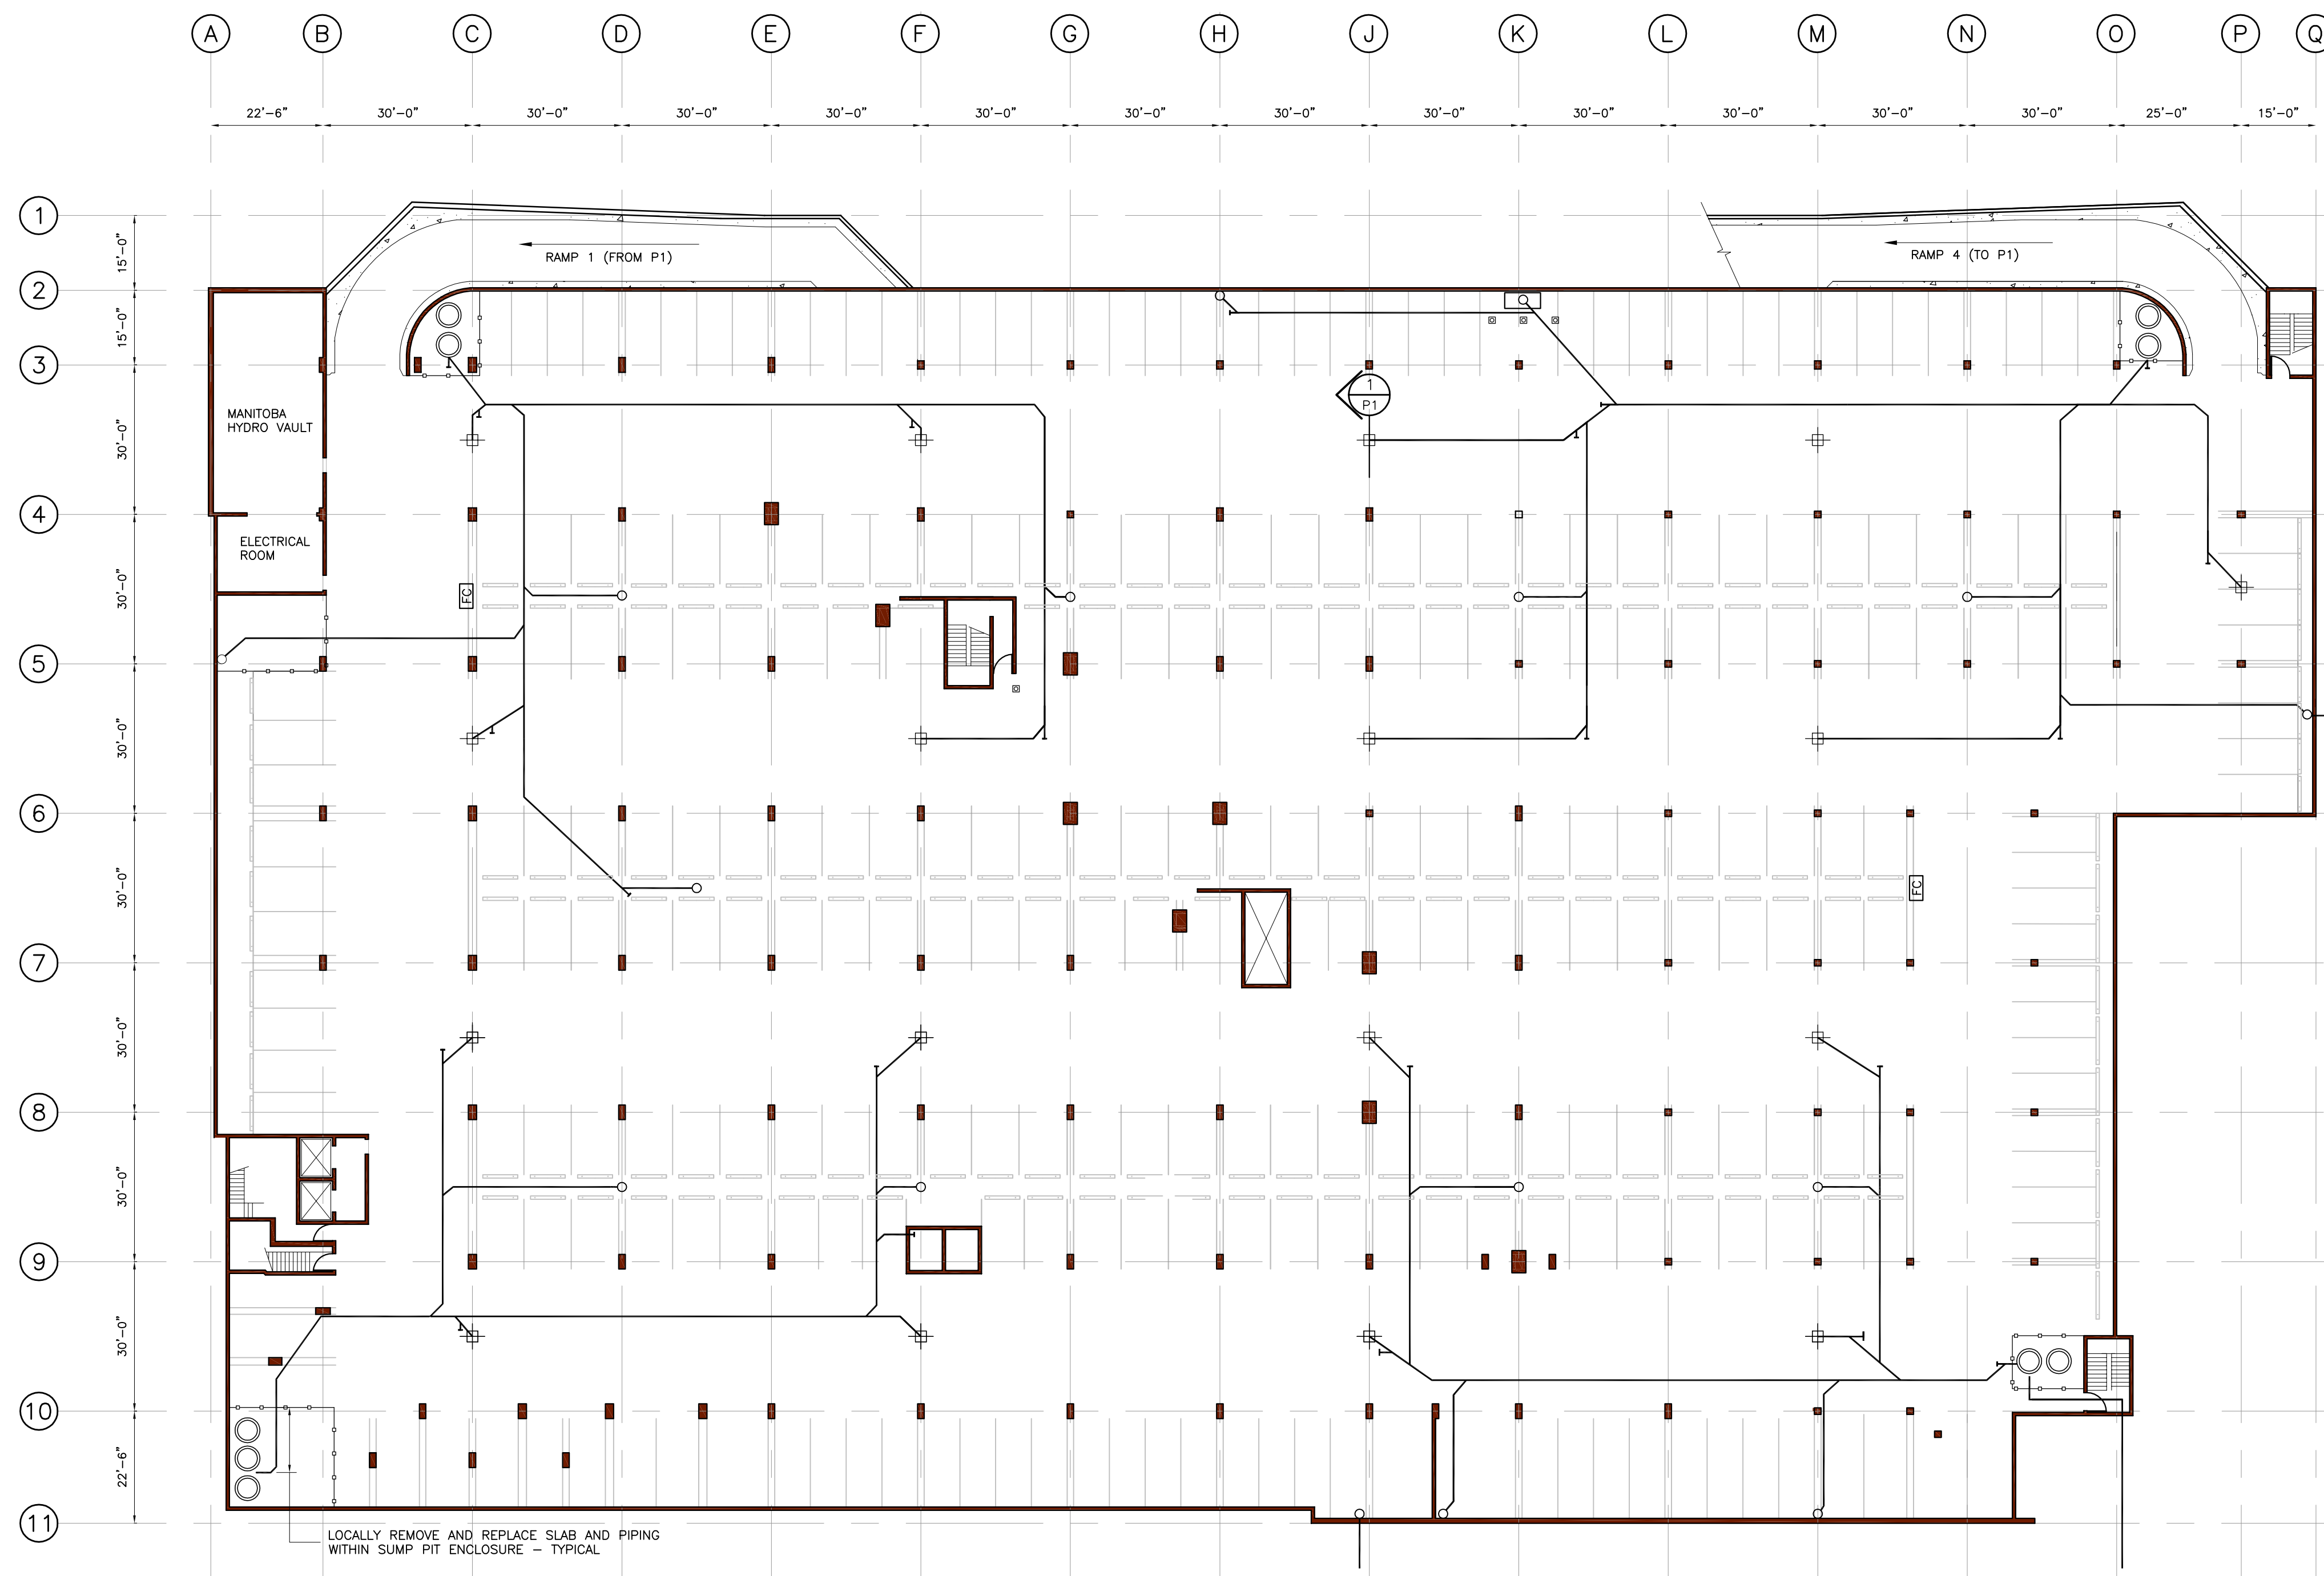 A B C D E F G H J K L M N O P Q
22'-6" 30'-0" 30'-0" 30'-0" 30'-0" 30'-0" 30'-0" 30'-0" 30'-0" 30'-0" 30'-0" 30'-0" 30'-0" 25'-0" 15'-0"
1
15'-0"
RAMP 1 (FROM P1)
RAMP 4 (TO P1)
2
15'-0"
3
1
P1
MANITOBA
HYDRO VAULT
30'-0"
4
ELECTRICAL
ROOM
30'-0"
FC
5
30'-0"
6
30'-0"
FC
7
30'-0"
8
30'-0"
9
30'-0"
10
22'-6"
11
LOCALLY REMOVE AND REPLACE SLAB AND PIPING
WITHIN SUMP PIT ENCLOSURE – TYPICAL